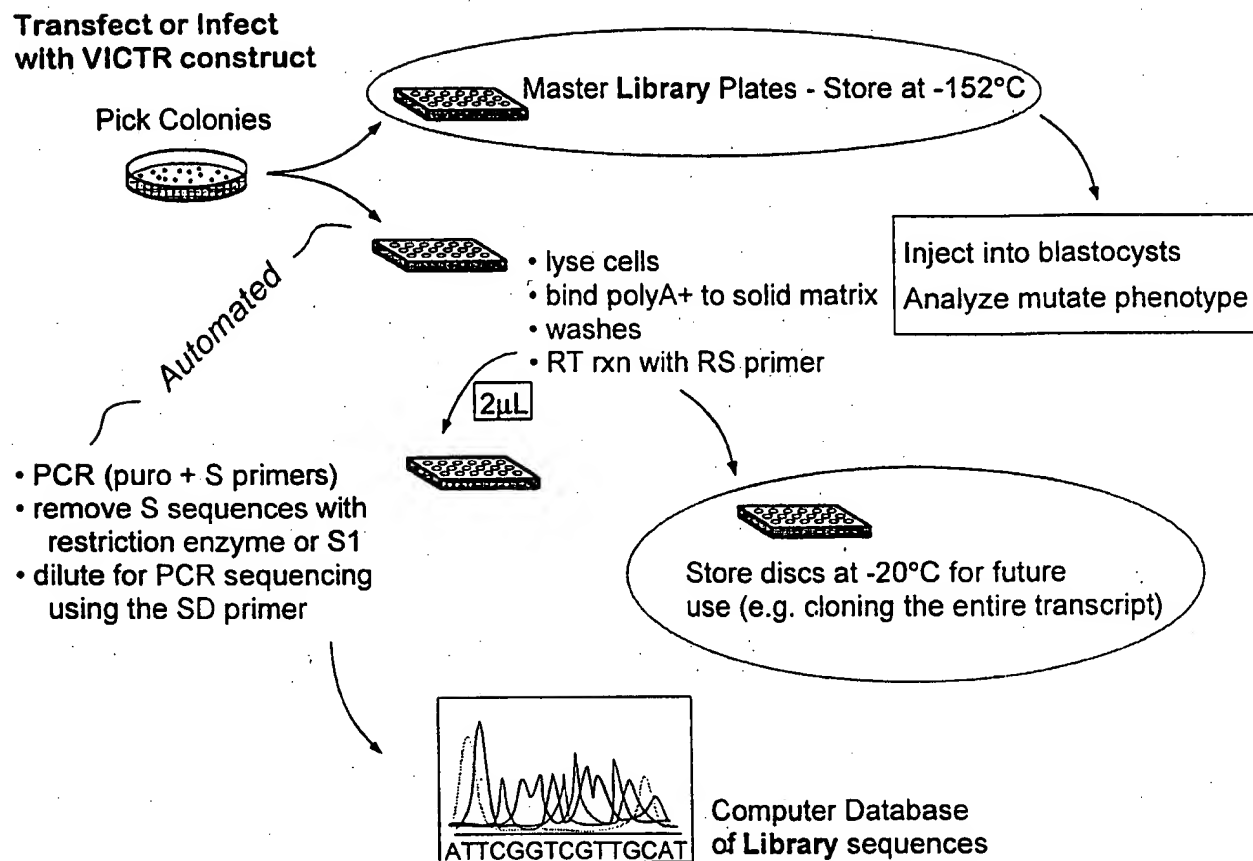 Transfect or Infect
with VICTR construct
Pick Colonies
Master Library Plates - Store at -152°C
Inject into blastocysts
Analyze mutate phenotype
• lyse cells
• bind polyA+ to solid matrix
• washes
• RT rxn with RS primer
Automated
2µL
• PCR (puro + S primers)
• remove S sequences with
restriction enzyme or S1
• dilute for PCR sequencing
using the SD primer
Store discs at -20°C for future
use (e.g. cloning the entire transcript)
ATTCGGTCGTTGCAT
Computer Database
of Library sequences